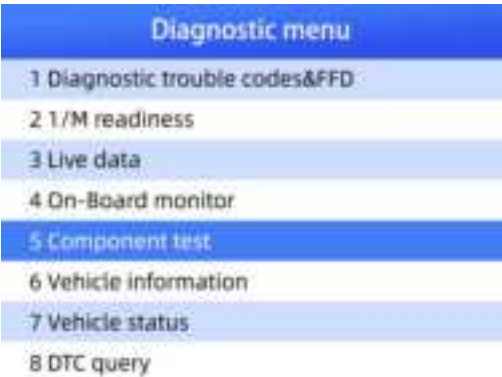 Diagnostic menu
1 Diagnostic trouble codes&FFD
2 1/M readiness
3 Live data
4 On-Board monitor
5 Component test
6 Vehicle information
7 Vehicle status
8 DTC query